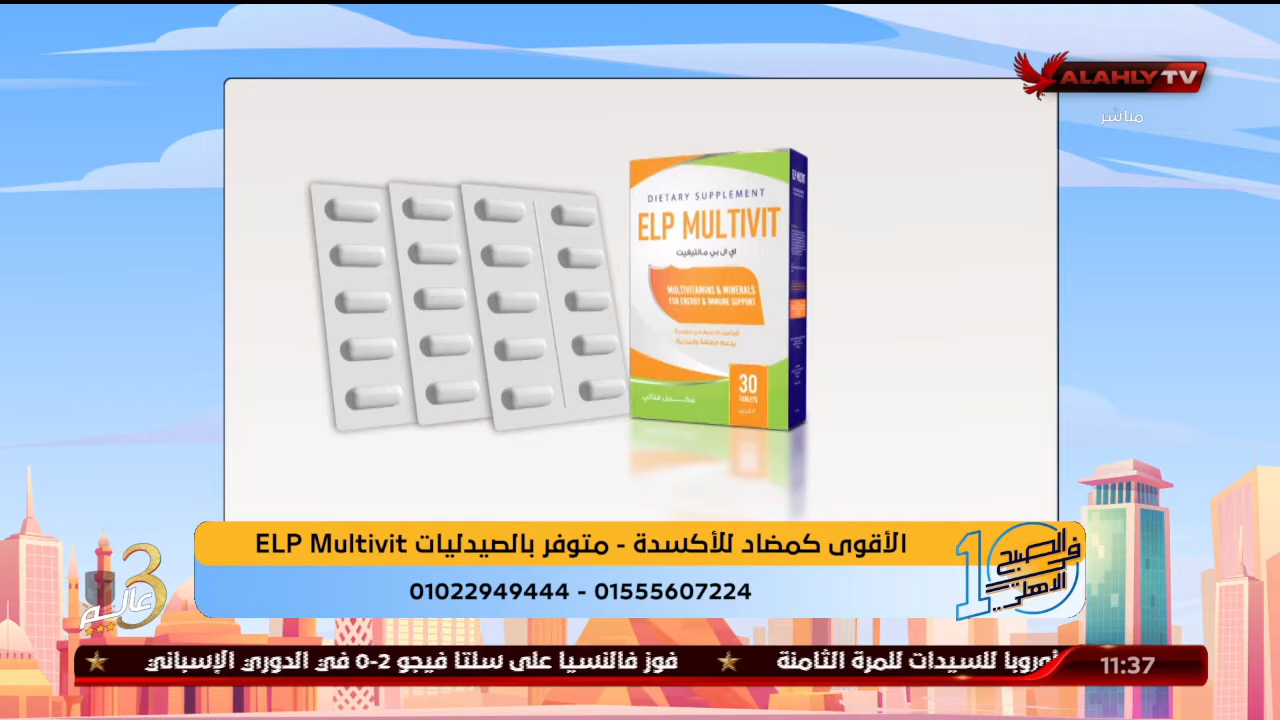 ALAHLY TV
مباشر
DIETARY SUPPLEMENT
ELP MULTIVIT
اي ال بي مالتيفيت
MULTIVITAMINS & MINERALS
FOR ENERGY & IMMUNE SUPPORT
30
TABLETS
مكمل غذائي
ELP Multivit الأقوى كمضاد للأكسدة - متوفر بالصيدليات
01022949444 - 01555607224
10 الصبح في الاهلي
3 عالم
أوروبا للسيدات للمرة الثامنة ★ فوز فالنسيا على سلتا فيجو 2-0 في الدوري الإسباني ★
11:37